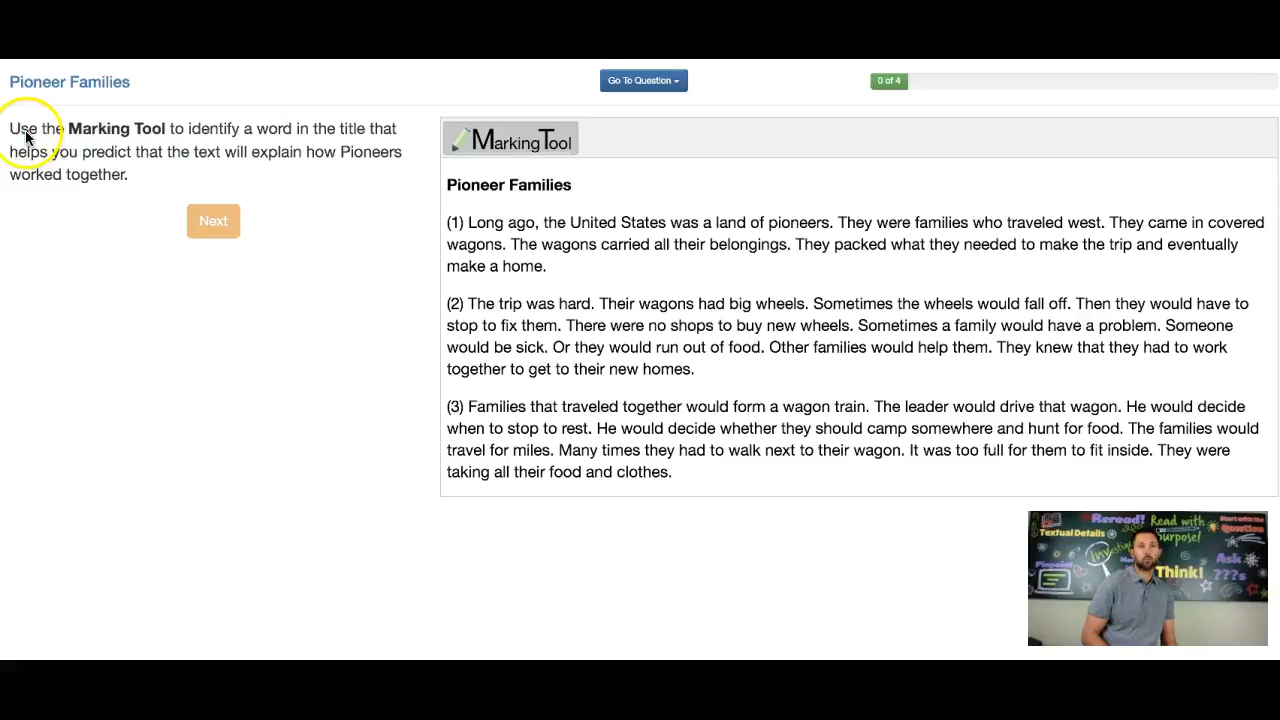 Pioneer Families
Go To Question
0 of 4
Use the Marking Tool to identify a word in the title that
helps you predict that the text will explain how Pioneers
worked together.
Next
MarkingTool
Pioneer Families
(1) Long ago, the United States was a land of pioneers. They were families who traveled west. They came in covered
wagons. The wagons carried all their belongings. They packed what they needed to make the trip and eventually
make a home.
(2) The trip was hard. Their wagons had big wheels. Sometimes the wheels would fall off. Then they would have to
stop to fix them. There were no shops to buy new wheels. Sometimes a family would have a problem. Someone
would be sick. Or they would run out of food. Other families would help them. They knew that they had to work
together to get to their new homes.
(3) Families that traveled together would form a wagon train. The leader would drive that wagon. He would decide
when to stop to rest. He would decide whether they should camp somewhere and hunt for food. The families would
travel for miles. Many times they had to walk next to their wagon. It was too full for them to fit inside. They were
taking all their food and clothes.
Reread!
Read with
Purpose!
Start with the
Question
Textual Details
Pinpoint
Think!
Ask
???s